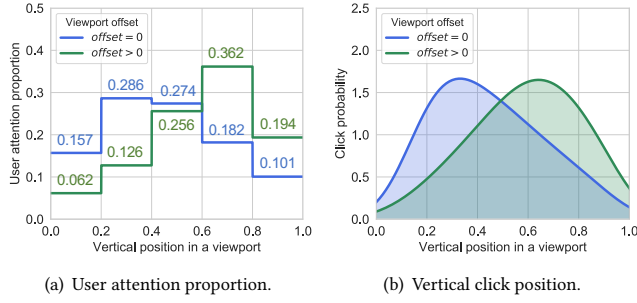 Viewport offset
offset = 0
offset > 0
0.5
0.4
0.3
0.2
0.1
0.0
User attention proportion
0.157
0.286
0.274
0.182
0.101
0.062
0.126
0.256
0.362
0.194
0.0 0.2 0.4 0.6 0.8 1.0
Vertical position in a viewport
(a) User attention proportion.
Viewport offset
offset = 0
offset > 0
2.5
2.0
1.5
1.0
0.5
0.0
Click probability
0.0 0.2 0.4 0.6 0.8 1.0
Vertical position in a viewport
(b) Vertical click position.